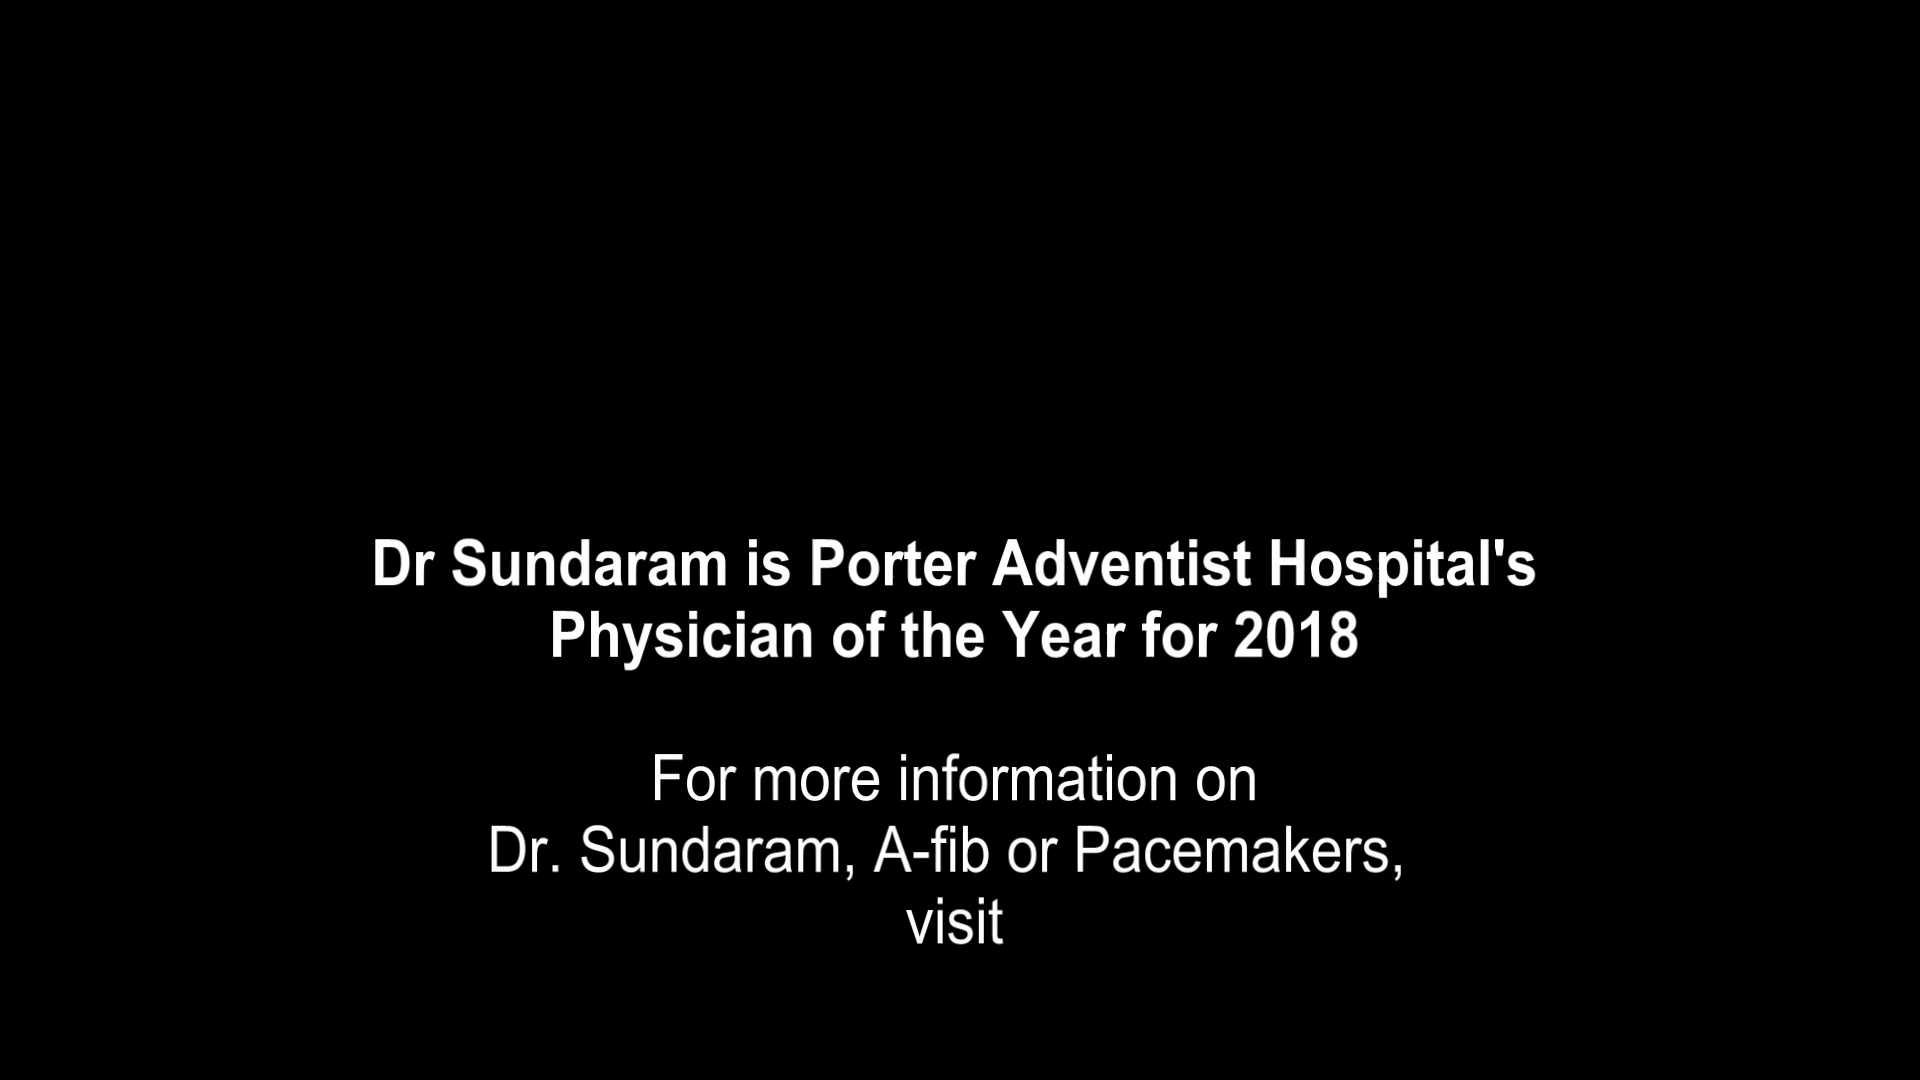 Dr Sundaram is Porter Adventist Hospital's
Physician of the Year for 2018
For more information on
Dr. Sundaram, A-fib or Pacemakers,
visit